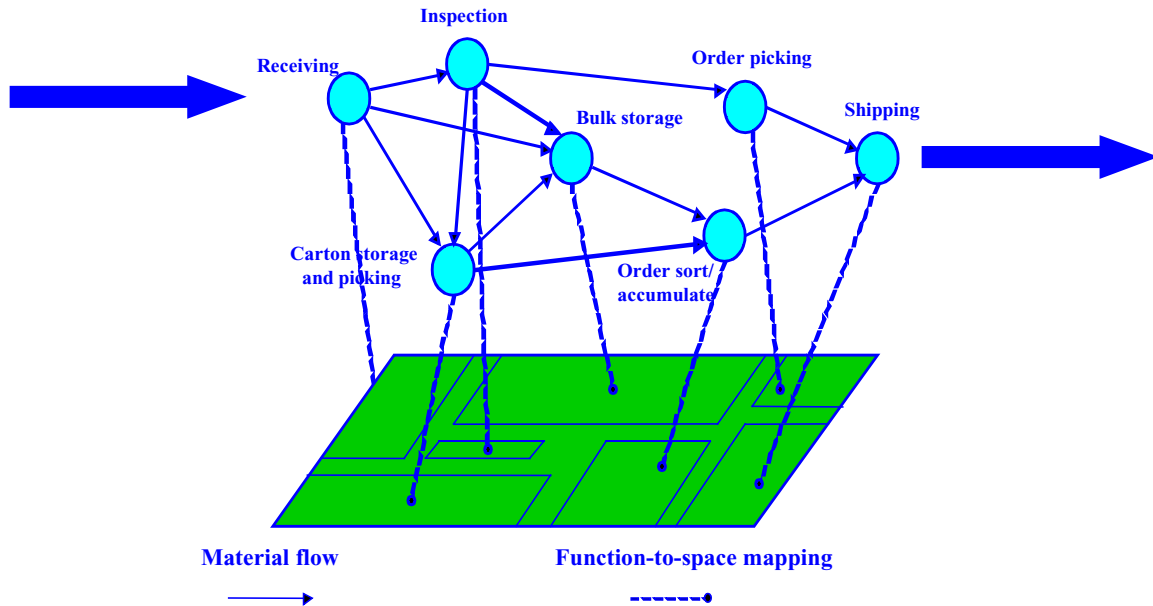 Inspection
Receiving
Order picking
Bulk storage
Shipping
Carton storage
and picking
Order sort/
accumulate
Material flow
Function-to-space mapping